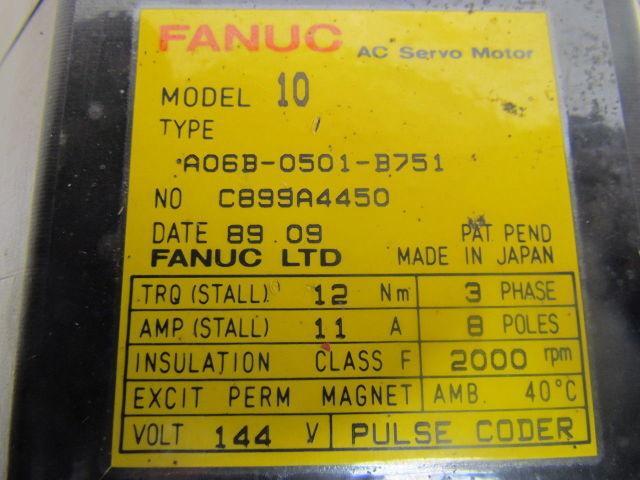 FANUC AC Servo Motor
MODEL 10
TYPE
A06B-0501-B751
NO C899A4450
DATE 89.09 PAT PEND
FANUC LTD MADE IN JAPAN
TRQ (STALL) 12 Nm 3 PHASE
AMP (STALL) 11 A 8 POLES
INSULATION CLASS F 2000 rpm
EXCIT PERM MAGNET AMB. 40°C
VOLT 144 V PULSE CODER